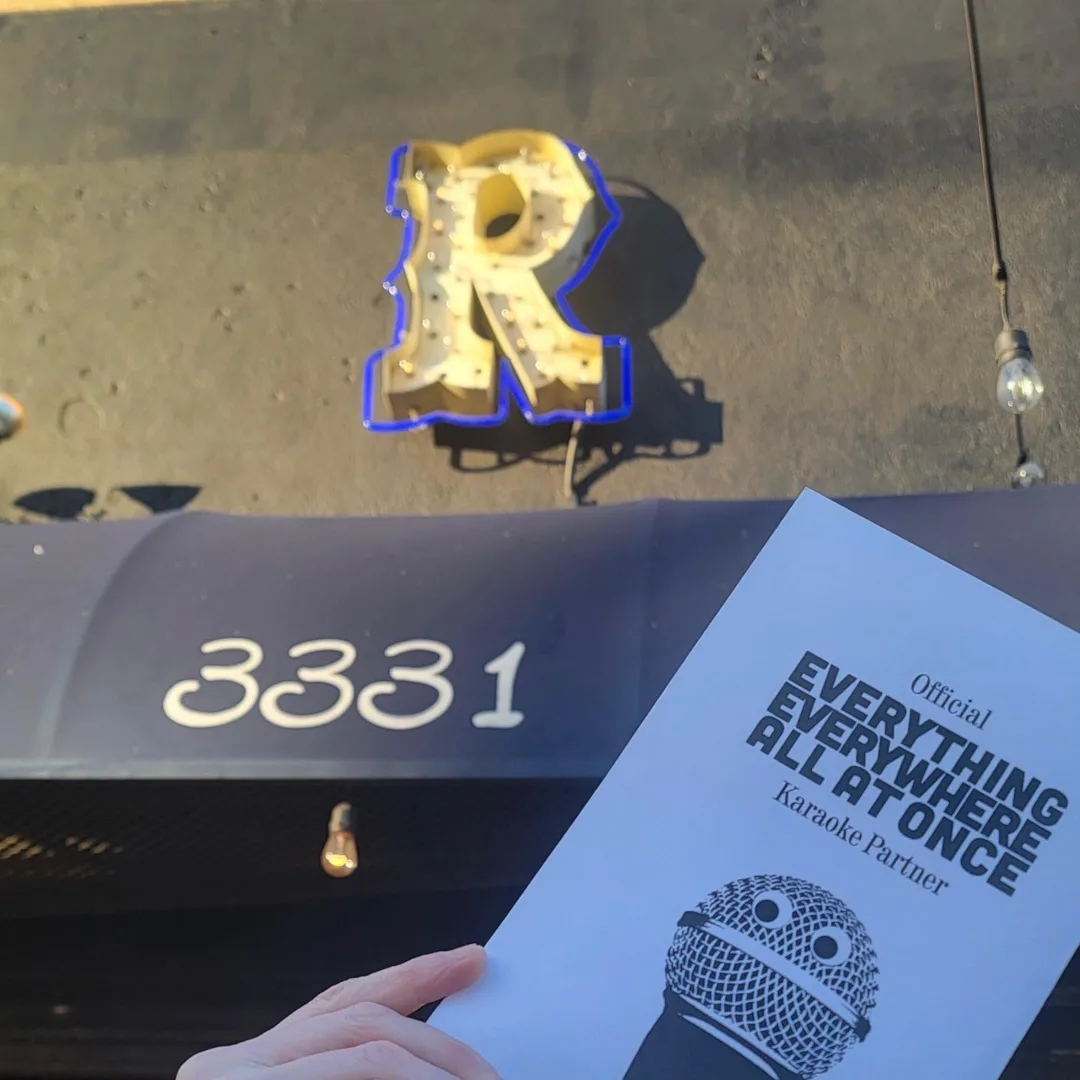 R
3331
Official
EVERYTHING
EVERYWHERE
ALL AT ONCE
Karaoke Partner